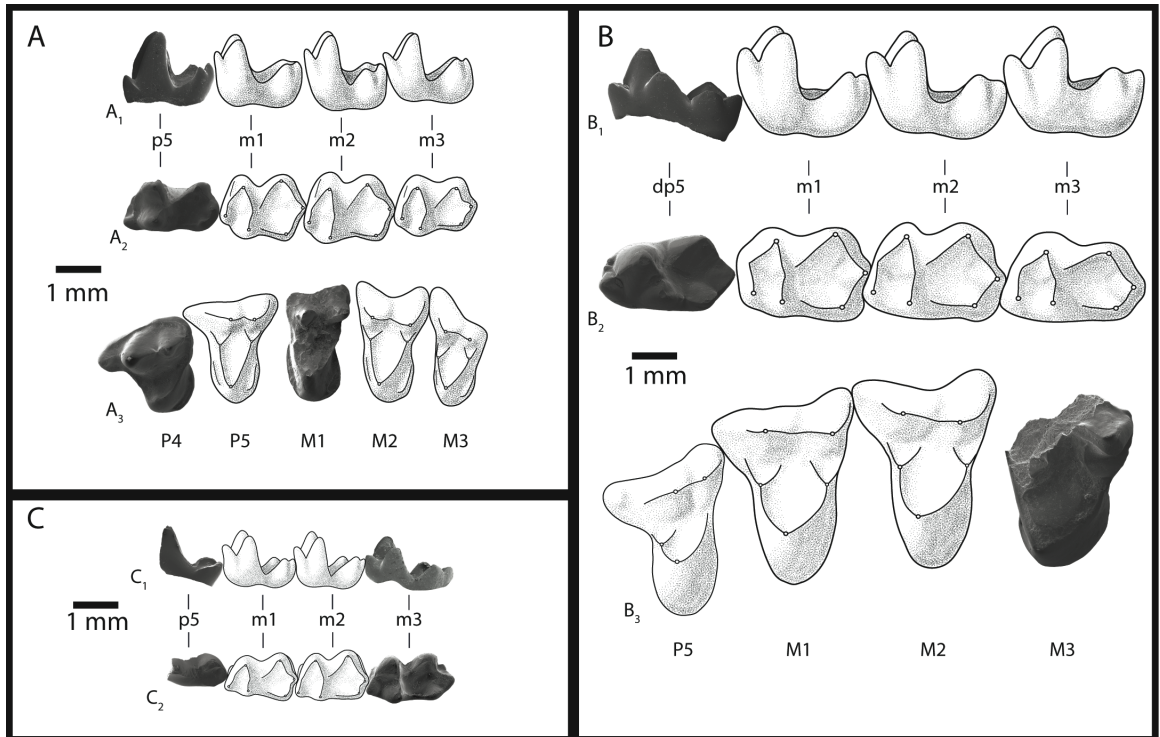 A
A1
p5 m1 m2 m3
A2
1 mm
A3
P4 P5 M1 M2 M3
B
B1
dp5 m1 m2 m3
B2
1 mm
B3
P5 M1 M2 M3
C
C1
1 mm
p5 m1 m2 m3
C2